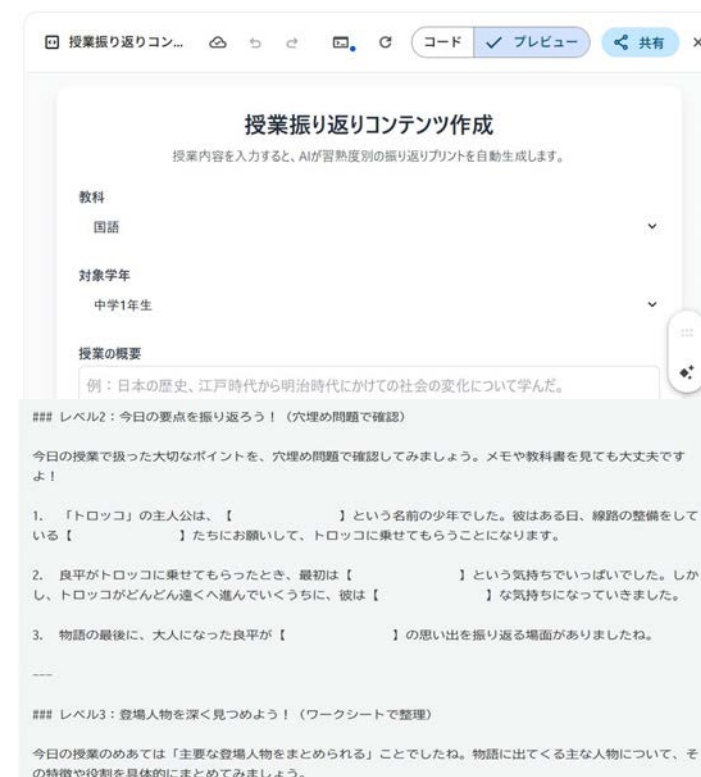 授業振り返りコン...
コード
プレビュー
共有
授業振り返りコンテンツ作成
授業内容を入力すると、AIが習熟度別の振り返りプリントを自動生成します。
教科
国語
対象学年
中学1年生
授業の概要
例：日本の歴史、江戸時代から明治時代にかけての社会の変化について学んだ。
### レベル2：今日の要点を振り返ろう！（穴埋め問題で確認）
今日の授業で扱った大切なポイントを、穴埋め問題で確認してみましょう。メモや教科書を見ても大丈夫です
よ！
1. 「トロッコ」の主人公は、【　　　　　　　】という名前の少年でした。彼はある日、線路の整備をして
いる【　　　　　　　】たちにお願いして、トロッコに乗せてもらうことになります。
2. 良平がトロッコに乗せてもらったとき、最初は【　　　　　　　】という気持ちでいっぱいでした。しか
し、トロッコがどんどん遠くへ進んでいくうちに、彼は【　　　　　　　】な気持ちになっていきました。
3. 物語の最後に、大人になった良平が【　　　　　　　】の思い出を振り返る場面がありましたね。
---
### レベル3：登場人物を深く見つめよう！（ワークシートで整理）
今日の授業のめあては「主要な登場人物をまとめられる」ことでしたね。物語に出てくる主な人物について、そ
の特徴や役割を具体的にまとめてみましょう。